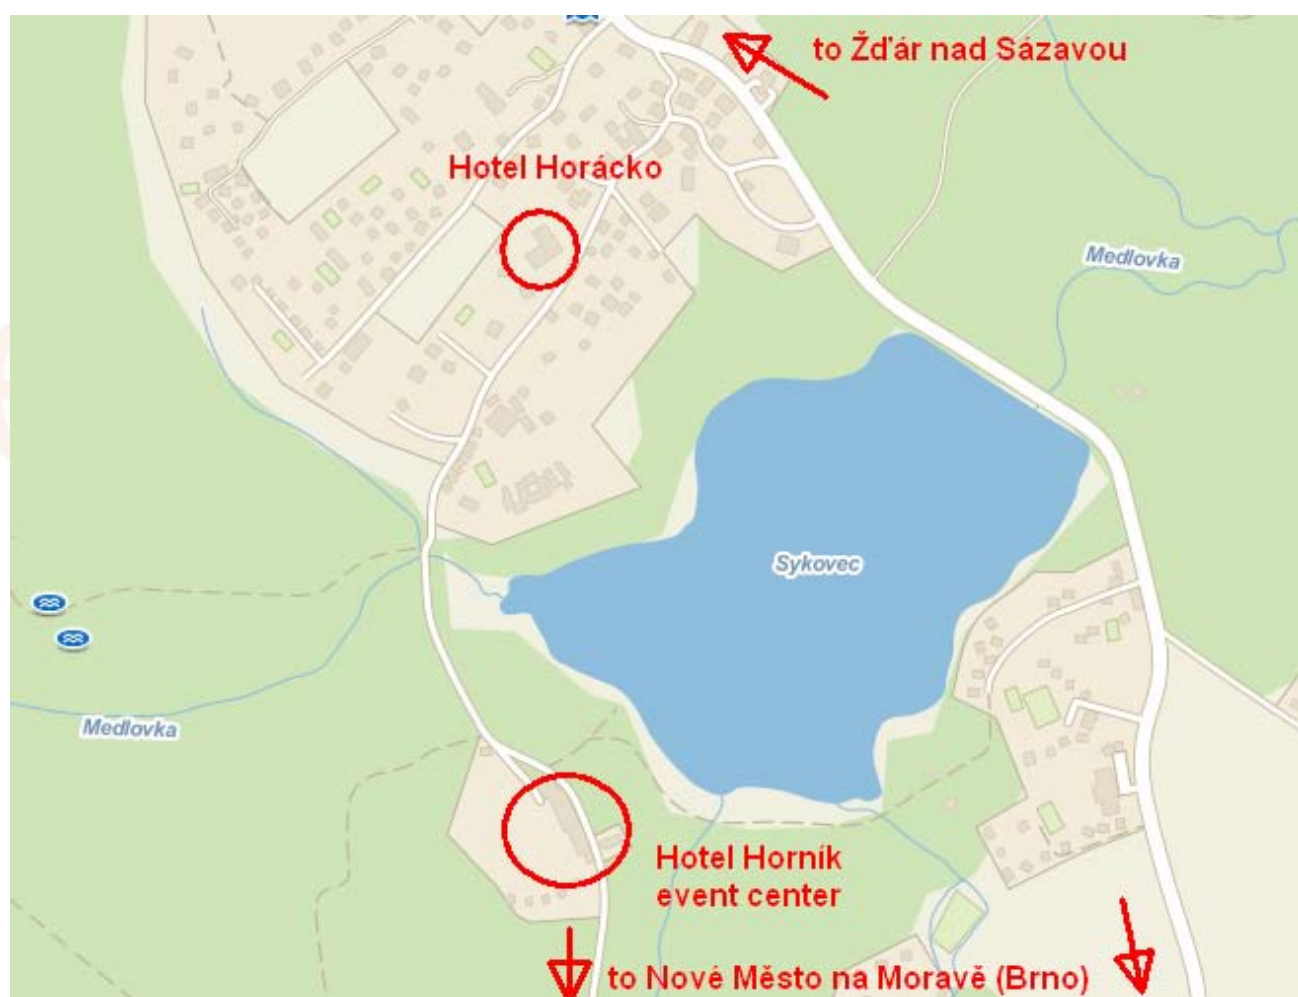 to Žďár nad Sázavou
Hotel Horácko
Medlovka
Sykovec
Medlovka
Hotel Horník
event center
to Nové Město na Moravě (Brno)